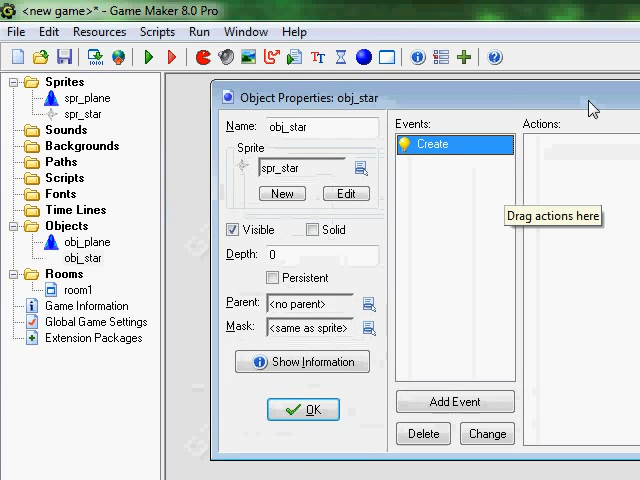 <new game>* - Game Maker 8.0 Pro
File Edit Resources Scripts Run Window Help
Sprites
spr_plane
spr_star
Sounds
Backgrounds
Paths
Scripts
Fonts
Time Lines
Objects
obj_plane
obj_star
Rooms
room1
Game Information
Global Game Settings
Extension Packages
Object Properties: obj_star
Name: obj_star
Sprite
spr_star
New Edit
Visible Solid
Depth: 0
Persistent
Parent: <no parent>
Mask: <same as sprite>
Show Information
OK
Events:
Create
Add Event
Delete Change
Actions:
Drag actions here